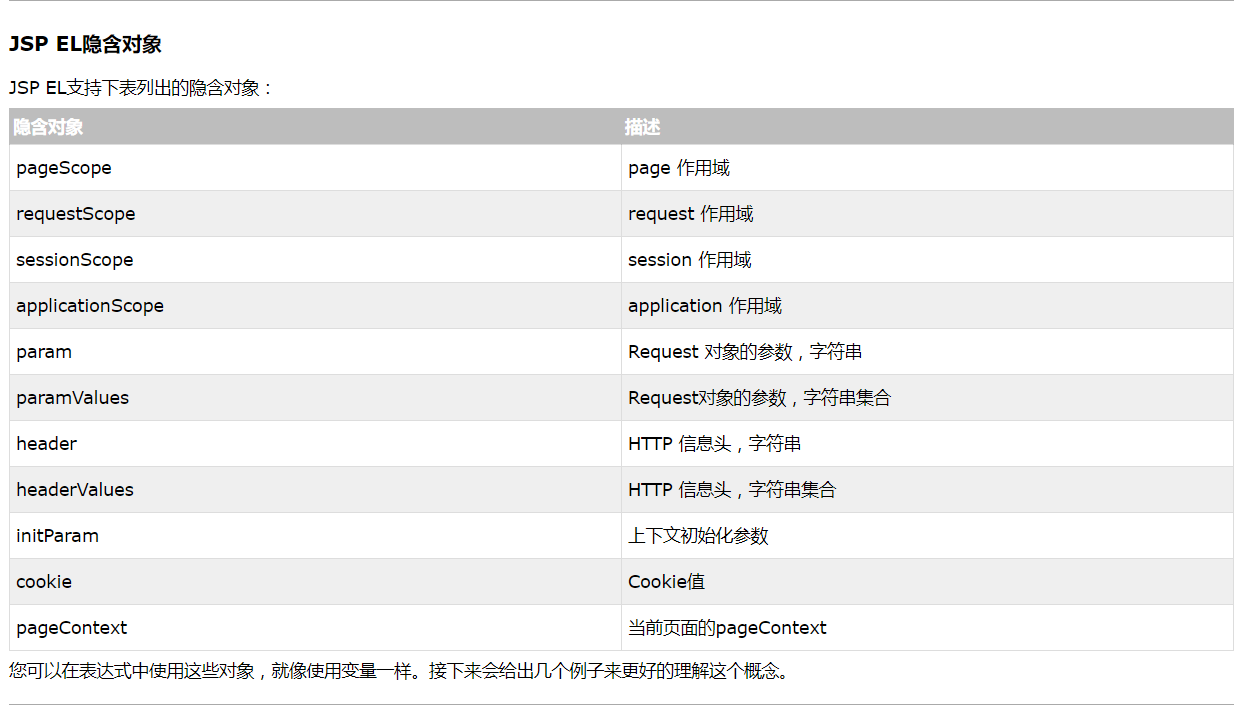 JSP EL隐含对象
JSP EL支持下表列出的隐含对象：
隐含对象 描述
pageScope page 作用域
requestScope request 作用域
sessionScope session 作用域
applicationScope application 作用域
param Request 对象的参数，字符串
paramValues Request对象的参数，字符串集合
header HTTP 信息头，字符串
headerValues HTTP 信息头，字符串集合
initParam 上下文初始化参数
cookie Cookie值
pageContext 当前页面的pageContext
您可以在表达式中使用这些对象，就像使用变量一样。接下来会给出几个例子来更好的理解这个概念。